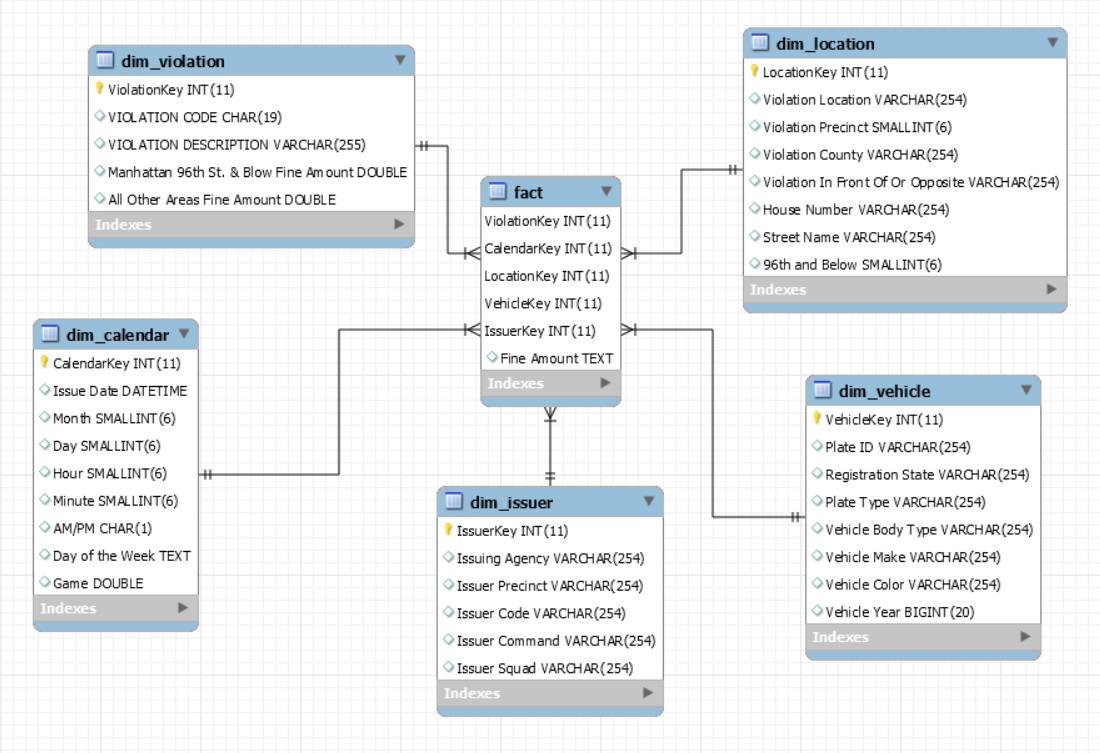 dim_violation
ViolationKey INT(11)
VIOLATION CODE CHAR(19)
VIOLATION DESCRIPTION VARCHAR(255)
Manhattan 96th St. & Blow Fine Amount DOUBLE
All Other Areas Fine Amount DOUBLE
Indexes
dim_location
LocationKey INT(11)
Violation Location VARCHAR(254)
Violation Precinct SMALLINT(6)
Violation County VARCHAR(254)
Violation In Front Of Or Opposite VARCHAR(254)
House Number VARCHAR(254)
Street Name VARCHAR(254)
96th and Below SMALLINT(6)
Indexes
fact
ViolationKey INT(11)
CalendarKey INT(11)
LocationKey INT(11)
VehicleKey INT(11)
IssuerKey INT(11)
Fine Amount TEXT
Indexes
dim_calendar
CalendarKey INT(11)
Issue Date DATETIME
Month SMALLINT(6)
Day SMALLINT(6)
Hour SMALLINT(6)
Minute SMALLINT(6)
AM/PM CHAR(1)
Day of the Week TEXT
Game DOUBLE
Indexes
dim_issuer
IssuerKey INT(11)
Issuing Agency VARCHAR(254)
Issuer Precinct VARCHAR(254)
Issuer Code VARCHAR(254)
Issuer Command VARCHAR(254)
Issuer Squad VARCHAR(254)
Indexes
dim_vehicle
VehicleKey INT(11)
Plate ID VARCHAR(254)
Registration State VARCHAR(254)
Plate Type VARCHAR(254)
Vehicle Body Type VARCHAR(254)
Vehicle Make VARCHAR(254)
Vehicle Color VARCHAR(254)
Vehicle Year BIGINT(20)
Indexes